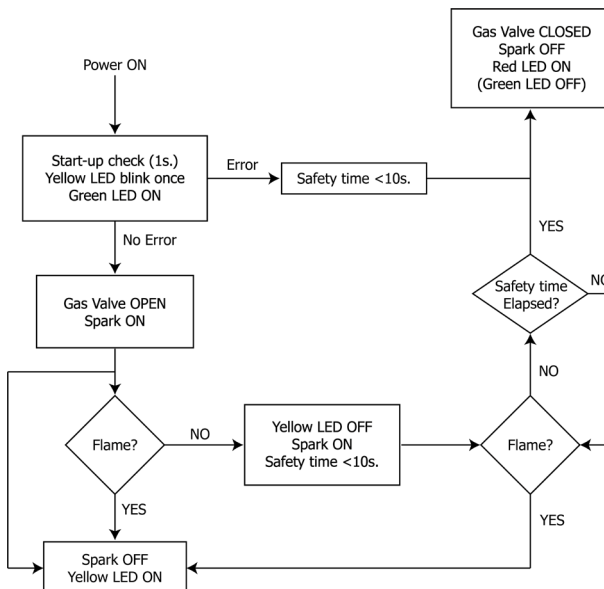 Power ON
Gas Valve CLOSED
Spark OFF
Red LED ON
(Green LED OFF)
Start-up check (1s.)
Yellow LED blink once
Green LED ON
Error
Safety time <10s.
YES
No Error
Safety time
Elapsed?
NO
Gas Valve OPEN
Spark ON
NO
Flame?
NO
Yellow LED OFF
Spark ON
Safety time <10s.
Flame?
YES
YES
Spark OFF
Yellow LED ON